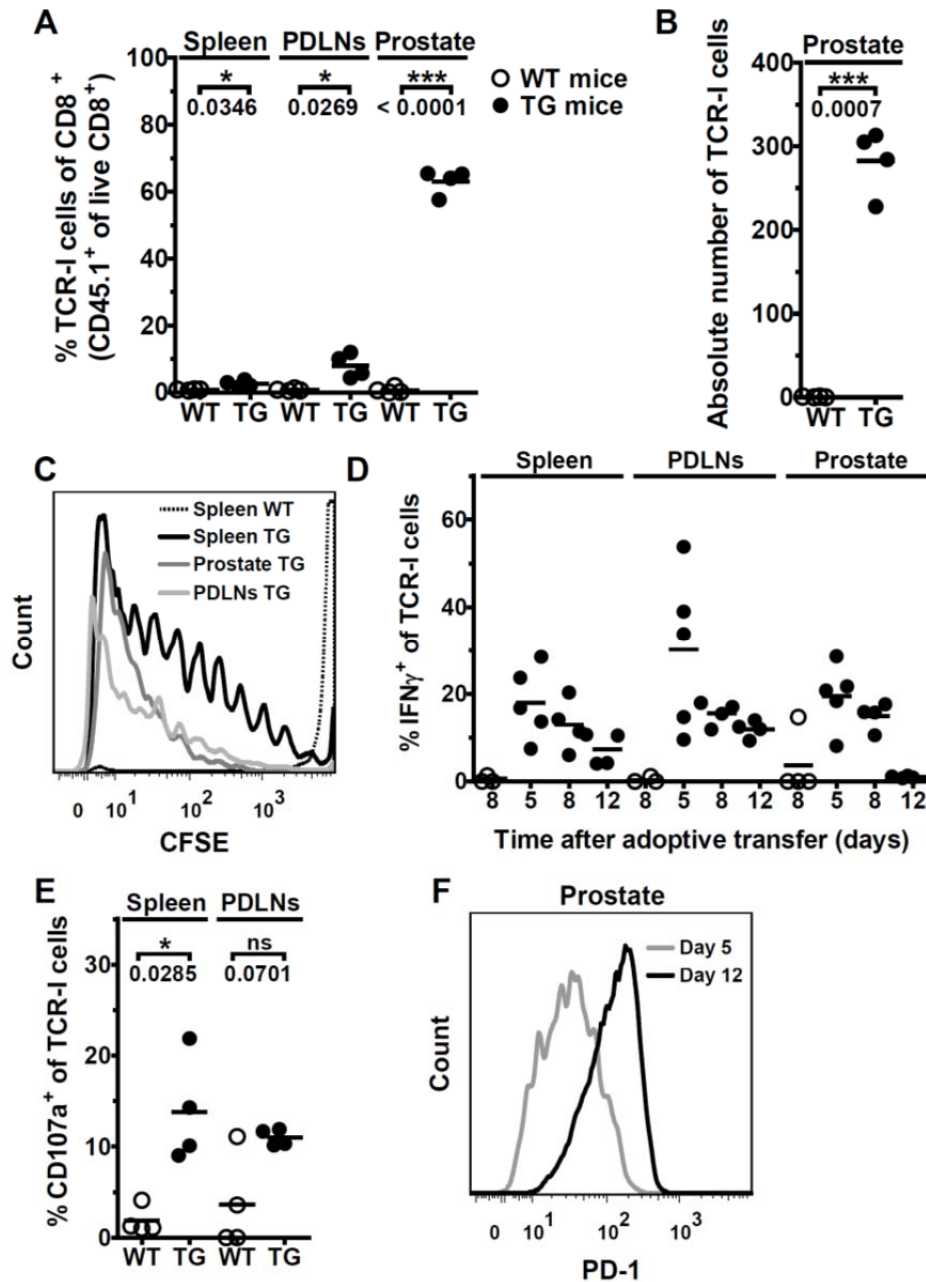 A
Spleen PDLNs Prostate
* * ***
0.0346 0.0269 < 0.0001
WT mice
TG mice
% TCR-I cells of CD8+
(CD45.1+ of live CD8+)
100
80
60
40
20
0
WT TG WT TG WT TG
B
Prostate
***
0.0007
Absolute number of TCR-I cells
400
300
200
100
0
WT TG
C
Spleen WT
Spleen TG
Prostate TG
PDLNs TG
Count
0 10^1 10^2 10^3
CFSE
D
Spleen PDLNs Prostate
% IFNγ+ of TCR-I cells
60
40
20
0
8 5 8 12 8 5 8 12 8 5 8 12
Time after adoptive transfer (days)
E
Spleen PDLNs
* ns
0.0285 0.0701
% CD107a+ of TCR-I cells
30
20
10
0
WT TG WT TG
F
Prostate
Day 5
Day 12
Count
0 10^1 10^2 10^3
PD-1